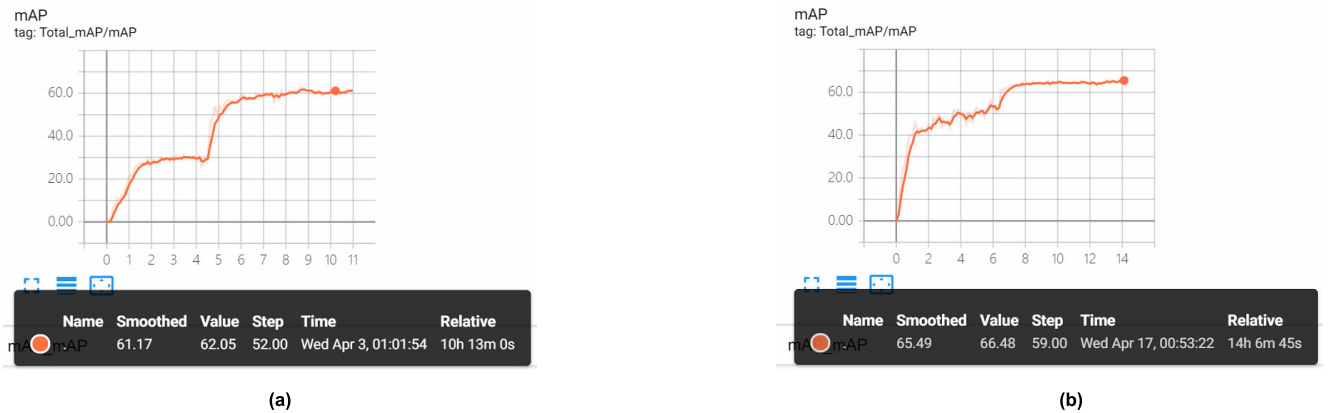 mAP
tag: Total_mAP/mAP
60.0
40.0
20.0
0.00
0 1 2 3 4 5 6 7 8 9 10 11
Name Smoothed Value Step Time Relative
mA _mAP . 61.17 62.05 52.00 Wed Apr 3, 01:01:54 10h 13m 0s
(a)
mAP
tag: Total_mAP/mAP
60.0
40.0
20.0
0.00
0 2 4 6 8 10 12 14
Name Smoothed Value Step Time Relative
mA _mAP . 65.49 66.48 59.00 Wed Apr 17, 00:53:22 14h 6m 45s
(b)